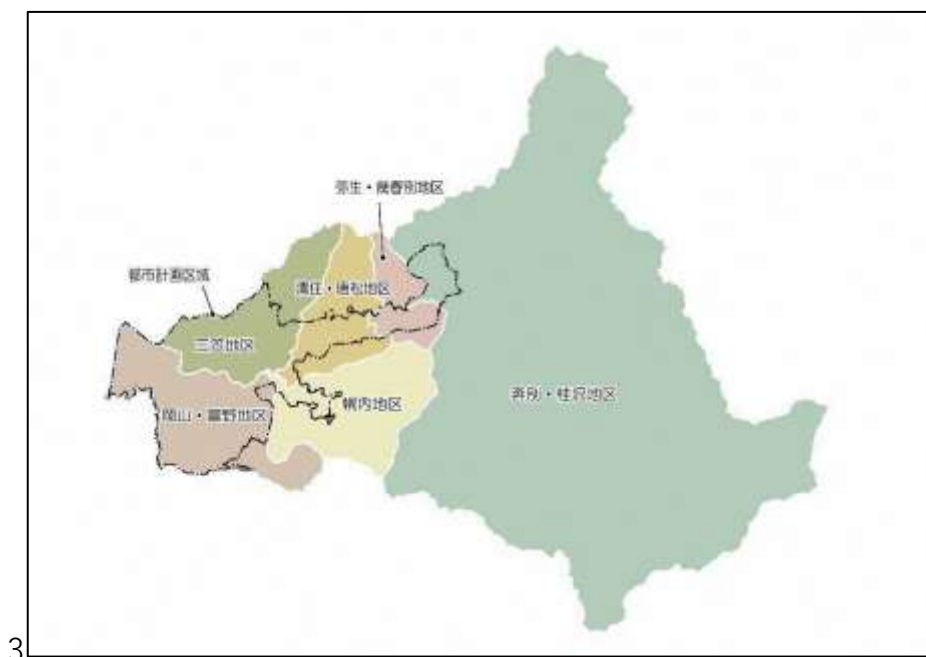 弥生・幾春別地区
都市計画区域
清住・唐松地区
三笠地区
岡山・萱野地区
幌内地区
奔別・桂沢地区
3